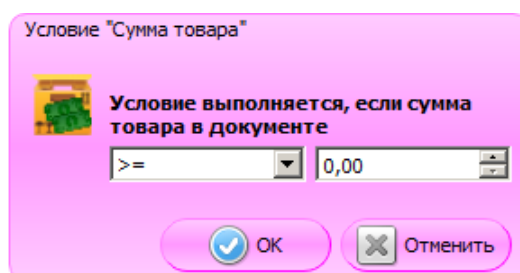 Условие "Сумма товара"
Условие выполняется, если сумма
товара в документе
>= 0,00
OK Отменить